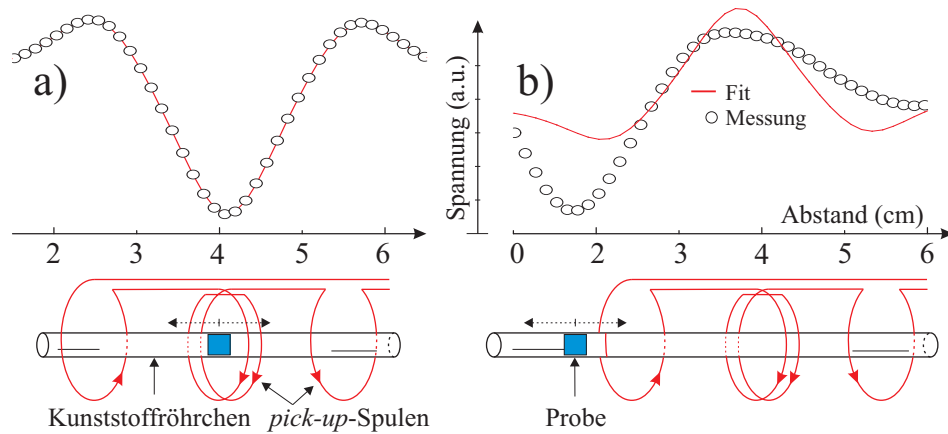 a)
2 3 4 5 6
Kunststoffröhrchen
pick-up-Spulen
b)
Spannung (a.u.)
Fit
Messung
Abstand (cm)
0 2 3 4 5 6
Probe